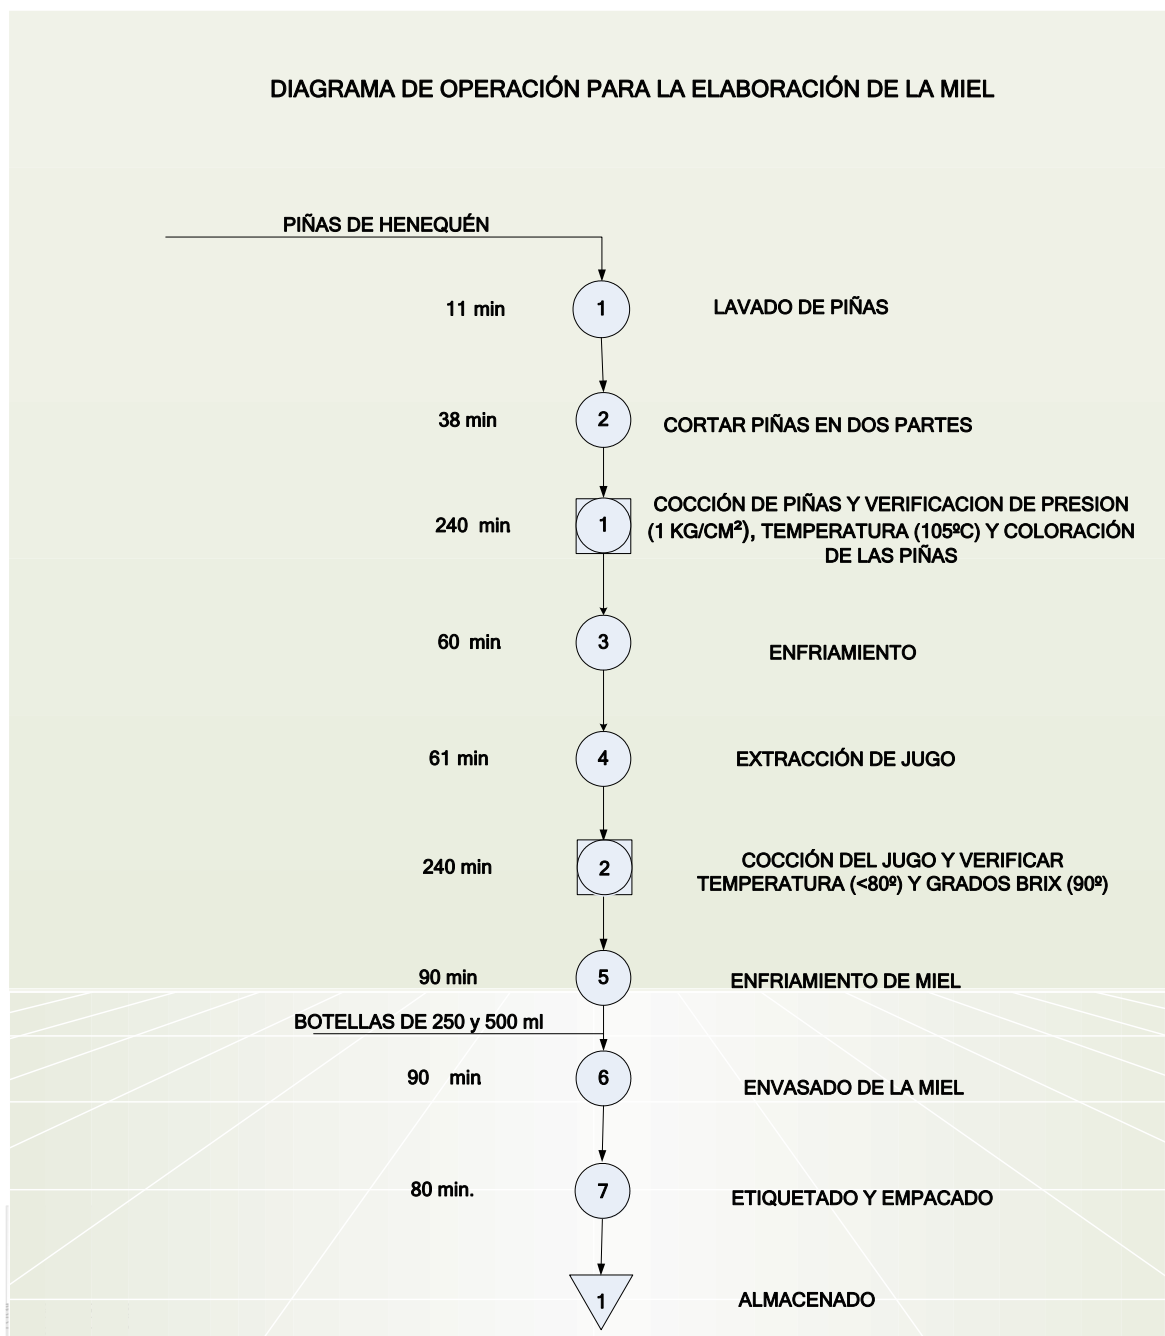 DIAGRAMA DE OPERACIÓN PARA LA ELABORACIÓN DE LA MIEL
PIÑAS DE HENEQUÉN
11 min
1
LAVADO DE PIÑAS
38 min
2
CORTAR PIÑAS EN DOS PARTES
240 min
1
COCCIÓN DE PIÑAS Y VERIFICACION DE PRESION
(1 KG/CM²), TEMPERATURA (105ºC) Y COLORACIÓN
DE LAS PIÑAS
60 min
3
ENFRIAMIENTO
61 min
4
EXTRACCIÓN DE JUGO
240 min
2
COCCIÓN DEL JUGO Y VERIFICAR
TEMPERATURA (<80º) Y GRADOS BRIX (90º)
90 min
5
ENFRIAMIENTO DE MIEL
BOTELLAS DE 250 y 500 ml
90 min
6
ENVASADO DE LA MIEL
80 min.
7
ETIQUETADO Y EMPACADO
1
ALMACENADO